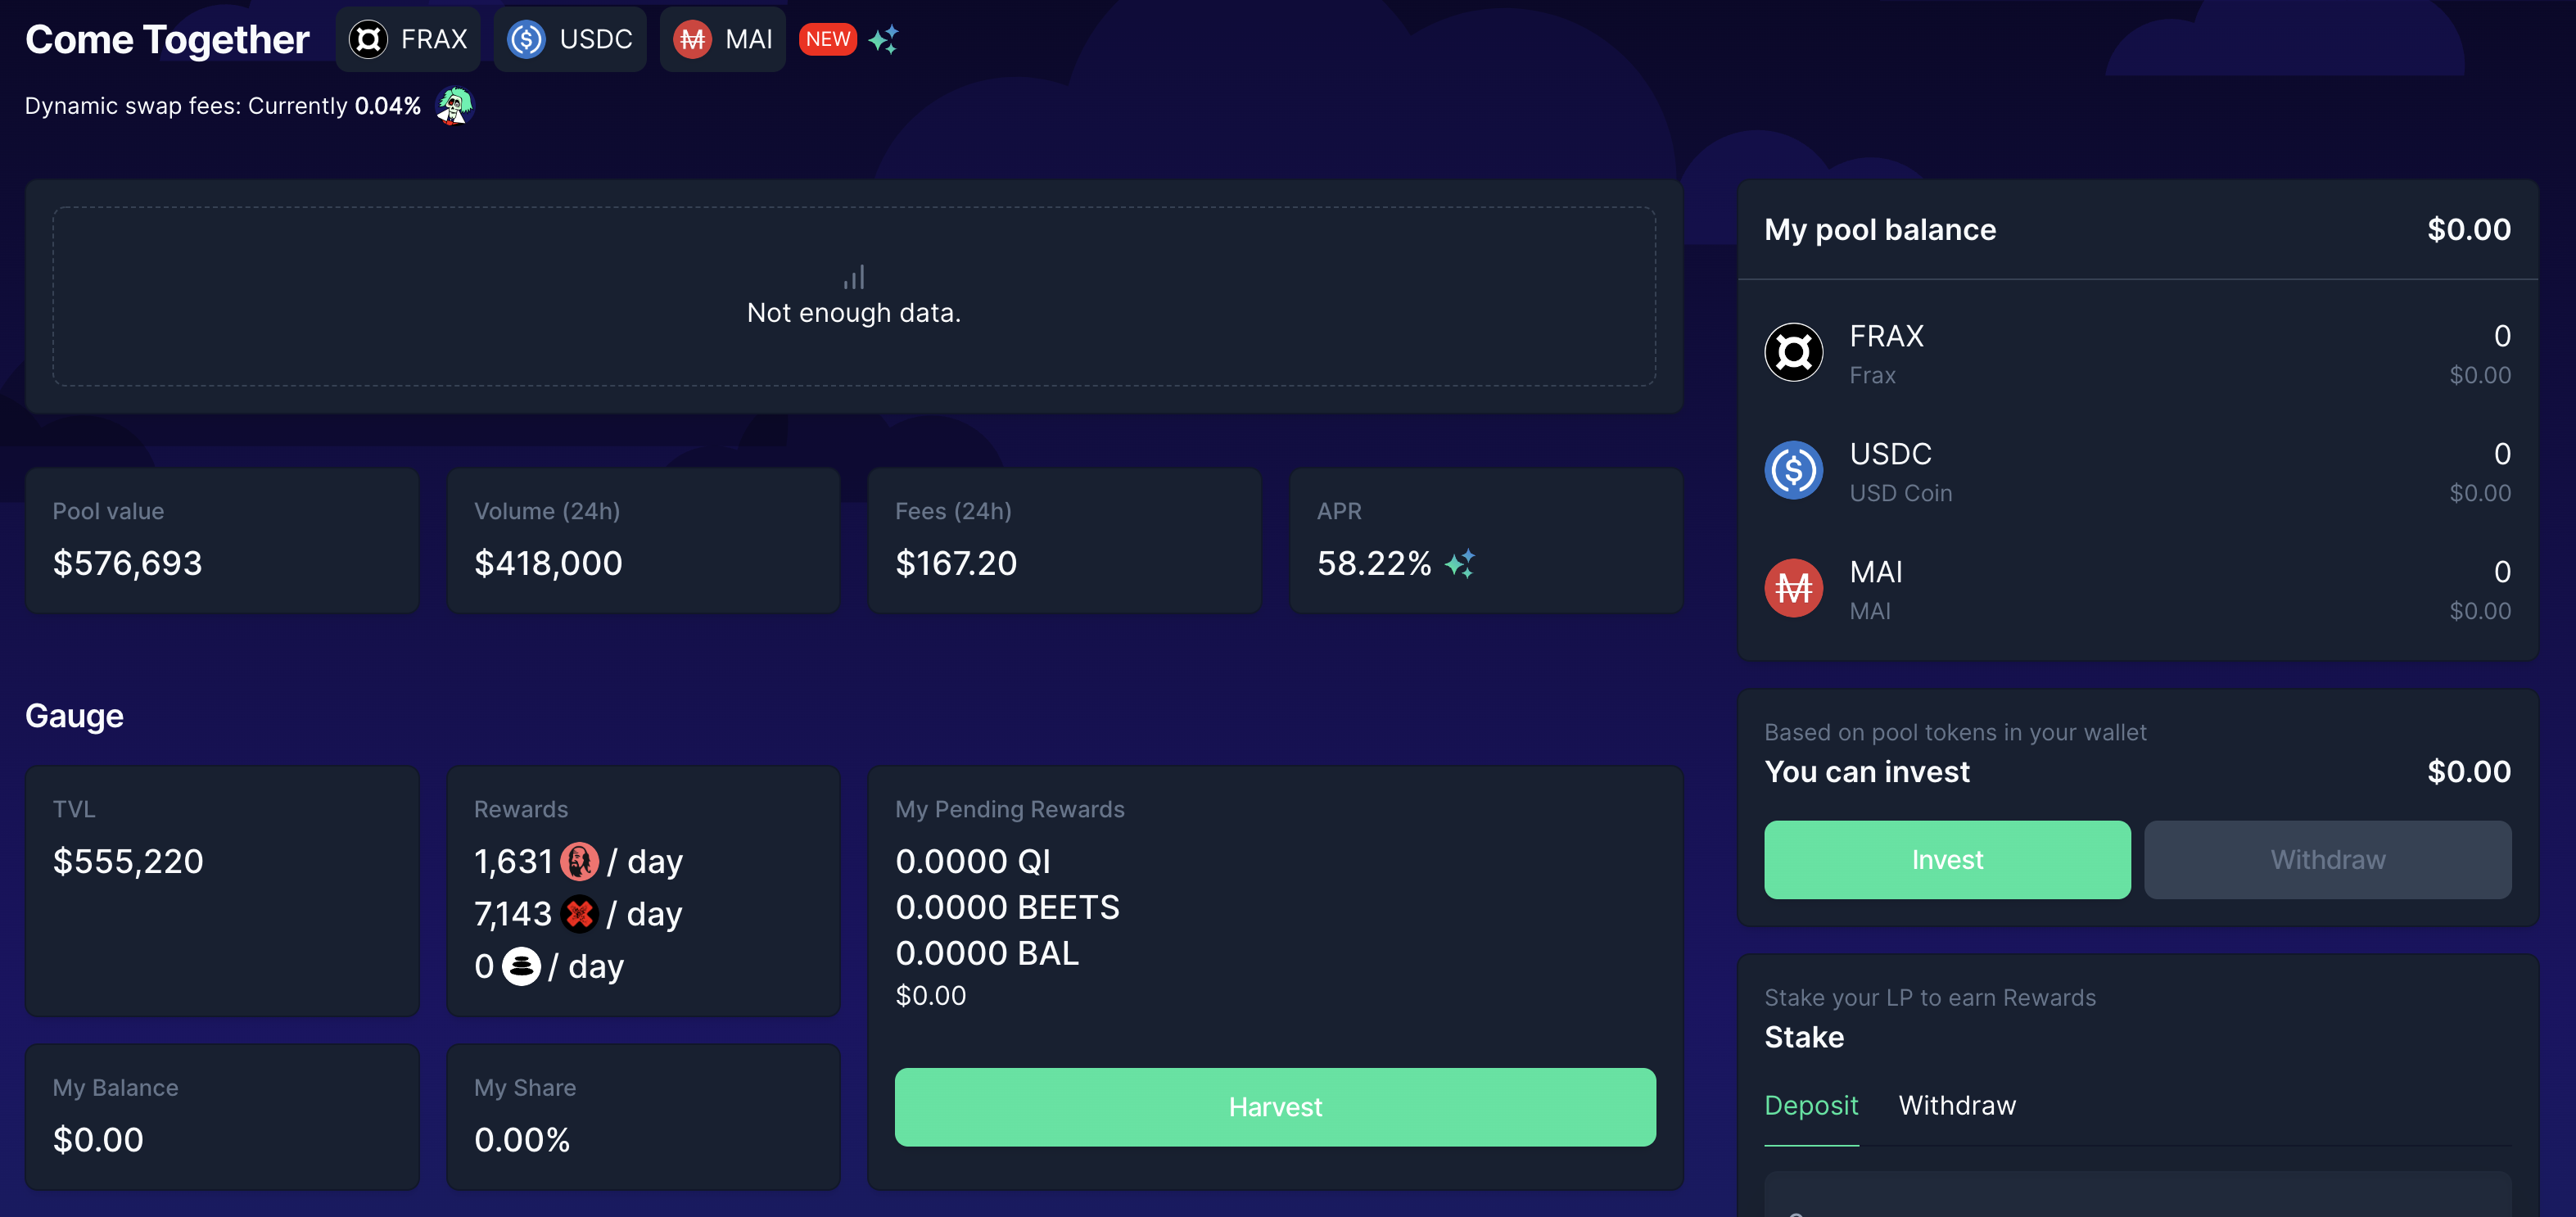 Come Together FRAX USDC MAI NEW
Dynamic swap fees: Currently 0.04%
Not enough data.
Pool value
$576,693
Volume (24h)
$418,000
Fees (24h)
$167.20
APR
58.22%
Gauge
TVL
$555,220
Rewards
1,631 / day
7,143 / day
0 / day
My Pending Rewards
0.0000 QI
0.0000 BEETS
0.0000 BAL
$0.00
Harvest
My Balance
$0.00
My Share
0.00%
My pool balance $0.00
FRAX 0
Frax $0.00
USDC 0
USD Coin $0.00
MAI 0
MAI $0.00
Based on pool tokens in your wallet
You can invest $0.00
Invest Withdraw
Stake your LP to earn Rewards
Stake
Deposit Withdraw